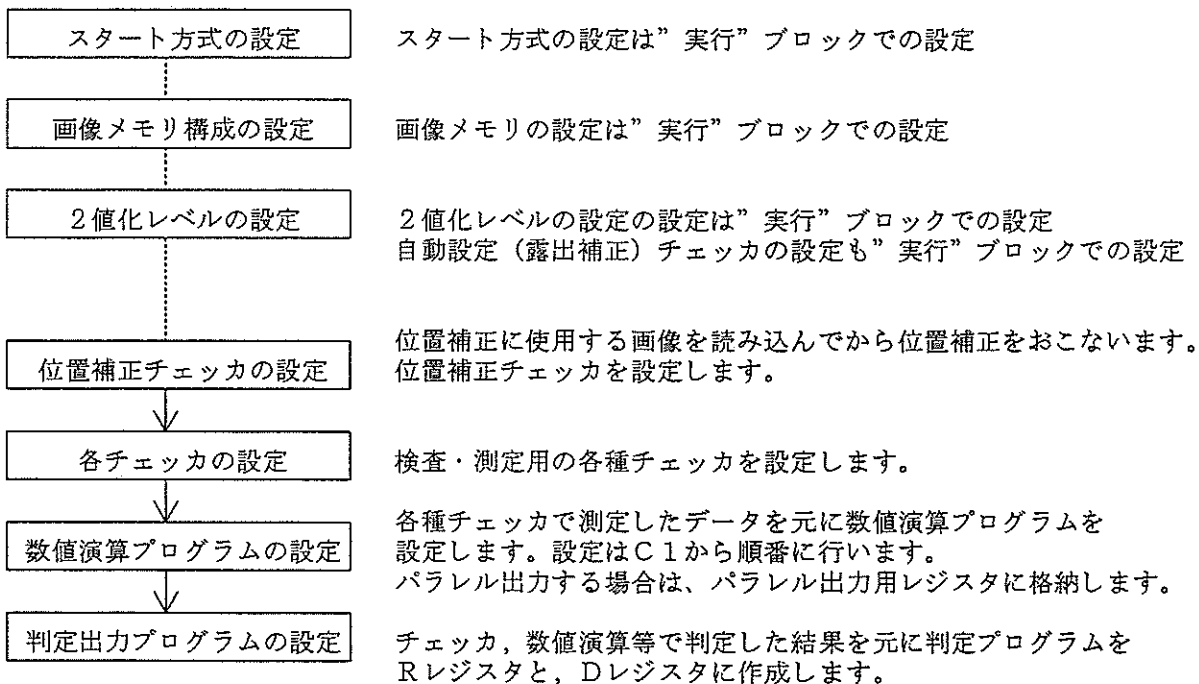 スタート方式の設定
スタート方式の設定は”実行”ブロックでの設定
画像メモリ構成の設定
画像メモリの設定は”実行”ブロックでの設定
2値化レベルの設定
2値化レベルの設定の設定は”実行”ブロックでの設定
自動設定（露出補正）チェッカの設定も”実行”ブロックでの設定
位置補正チェッカの設定
位置補正に使用する画像を読み込んでから位置補正をおこないます。
位置補正チェッカを設定します。
各チェッカの設定
検査・測定用の各種チェッカを設定します。
数値演算プログラムの設定
各種チェッカで測定したデータを元に数値演算プログラムを
設定します。設定はC1から順番に行います。
パラレル出力する場合は、パラレル出力用レジスタに格納します。
判定出力プログラムの設定
チェッカ，数値演算等で判定した結果を元に判定プログラムを
Rレジスタと，Dレジスタに作成します。